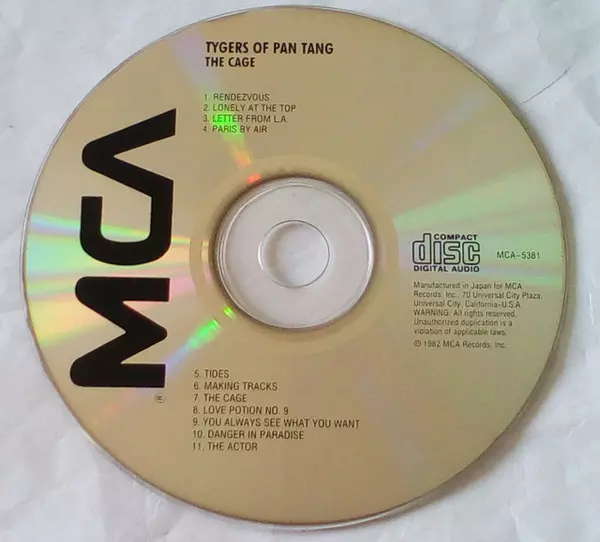 TYGERS OF PAN TANG
THE CAGE
1. RENDEZVOUS
2. LONELY AT THE TOP
3. LETTER FROM L.A.
4. PARIS BY AIR
MCA
COMPACT
disc
DIGITAL AUDIO
MCA-5381
Manufactured in Japan for MCA
Records, Inc., 70 Universal City Plaza,
Universal City, California-U.S.A.
WARNING: All rights reserved.
Unauthorized duplication is a
violation of applicable laws.
℗ 1982 MCA Records, Inc.
5. TIDES
6. MAKING TRACKS
7. THE CAGE
8. LOVE POTION NO. 9
9. YOU ALWAYS SEE WHAT YOU WANT
10. DANGER IN PARADISE
11. THE ACTOR